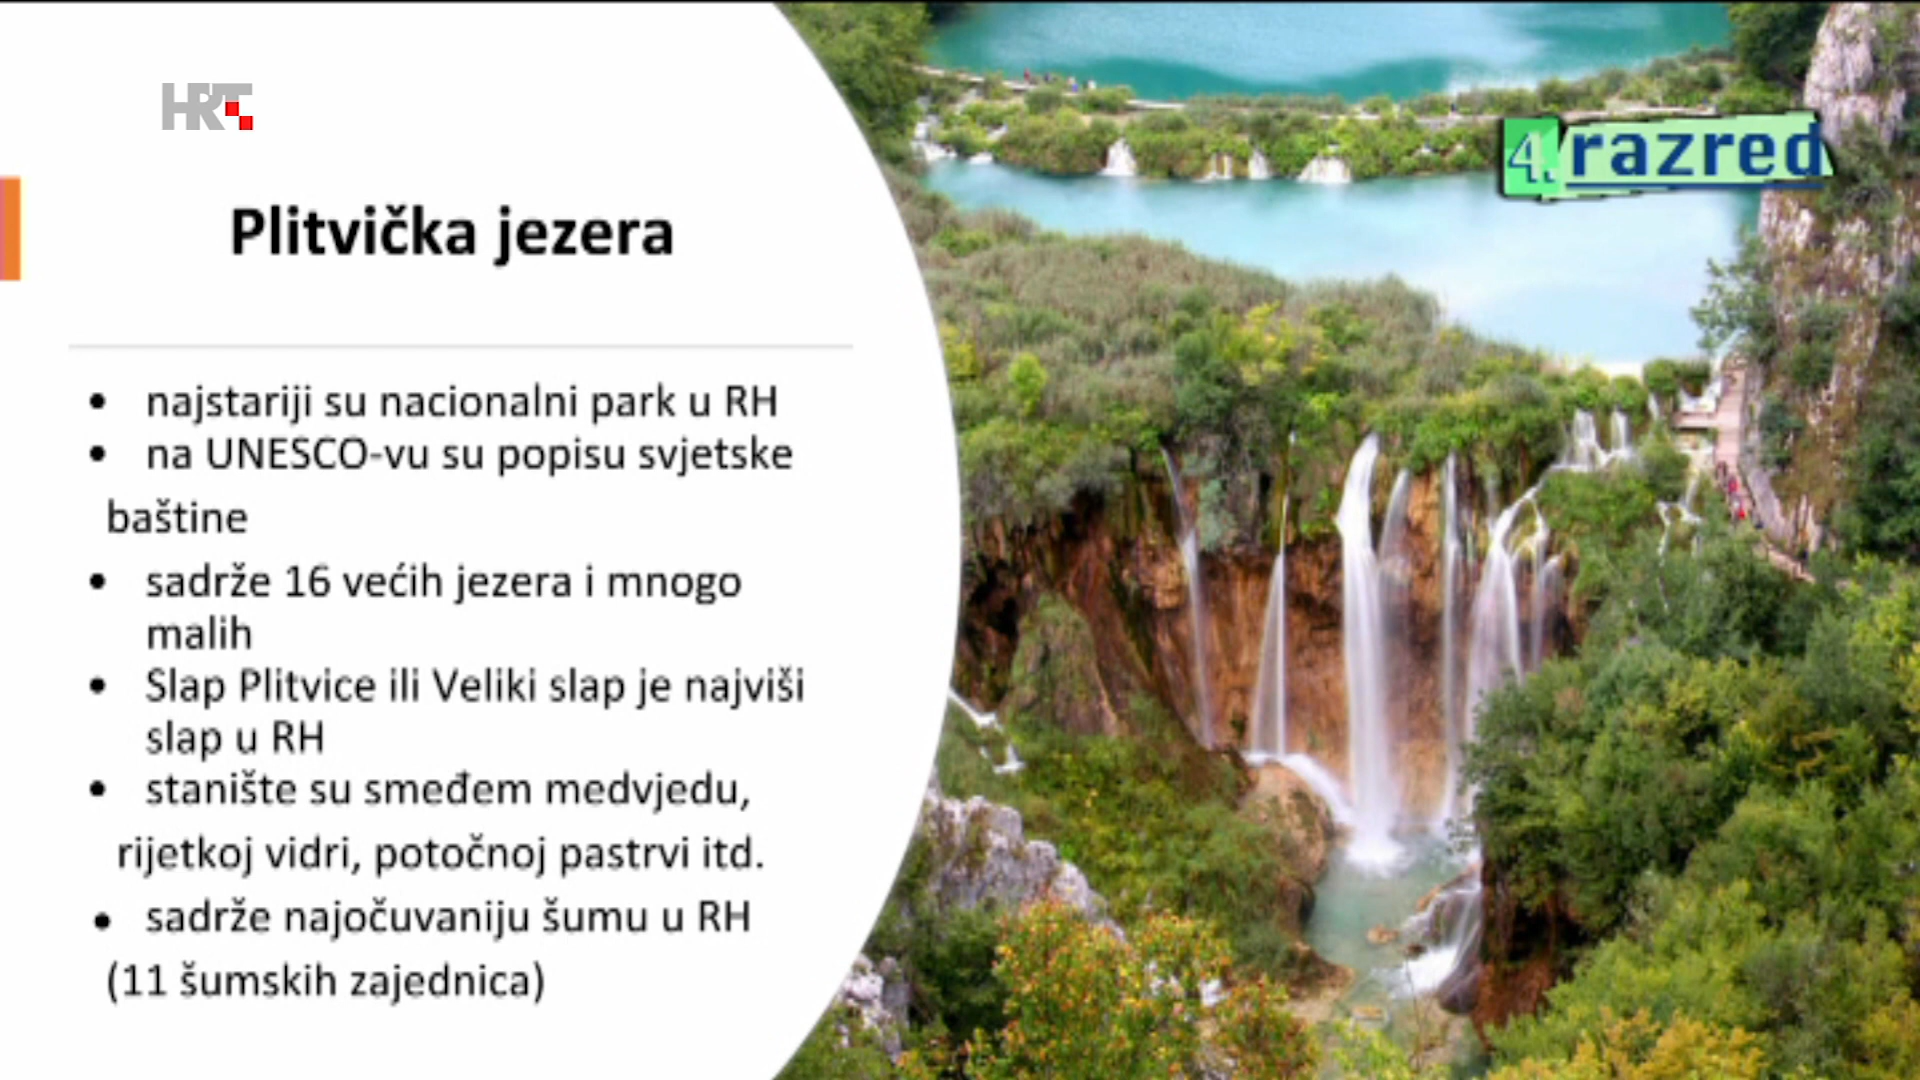 HRT
4. razred
Plitvička jezera
• najstariji su nacionalni park u RH
• na UNESCO-vu su popisu svjetske
baštine
• sadrže 16 većih jezera i mnogo
malih
• Slap Plitvice ili Veliki slap je najviši
slap u RH
• stanište su smeđem medvjedu,
rijetkoj vidri, potočnoj pastrvi itd.
• sadrže najočuvaniju šumu u RH
(11 šumskih zajednica)